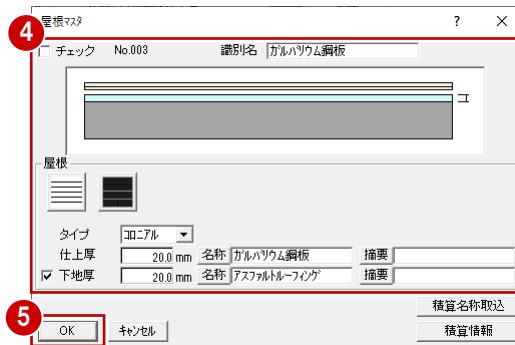 4
屋根ﾏｽﾀ ? ×
チェック No.003 識別名 ｶﾞﾙﾊﾞﾘｳﾑ鋼板
屋根
タイプ ｺﾛﾆｱﾙ
仕上厚 20.0 mm 名称 ｶﾞﾙﾊﾞﾘｳﾑ鋼板 摘要
下地厚 20.0 mm 名称 ｱｽﾌｧﾙﾄﾙｰﾌｨﾝｸﾞ 摘要
積算名称取込
5
OK ｷｬﾝｾﾙ 積算情報